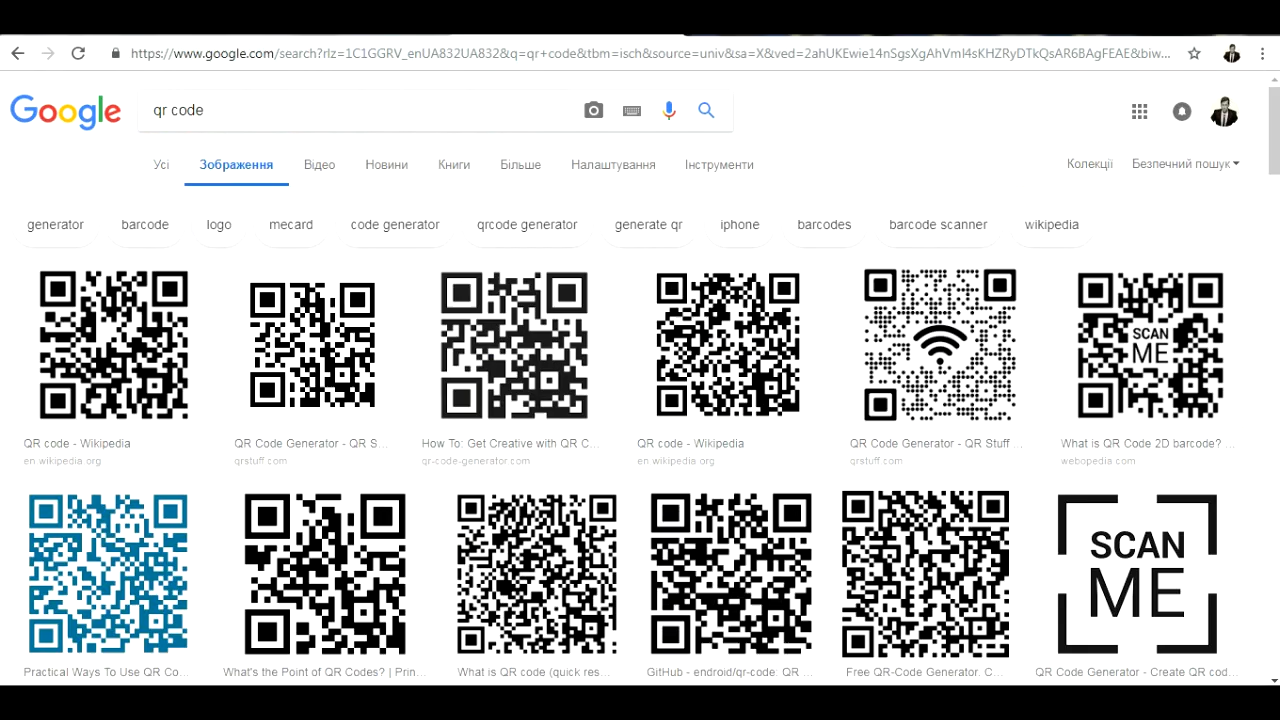 https://www.google.com/search?rlz=1C1GGRV_enUA832UA832&q=qr+code&tbm=isch&source=univ&sa=X&ved=2ahUKEwie14nSgsXgAhVmI4sKHZRyDTkQsAR6BAgFEAE&biw...
Google
qr code
Усі Зображення Відео Новини Книги Більше Налаштування Інструменти Колекції Безпечний пошук
generator barcode logo mecard code generator qrcode generator generate qr iphone barcodes barcode scanner wikipedia
SCAN
ME
QR code - Wikipedia QR Code Generator - QR S... How To: Get Creative with QR C... QR code - Wikipedia QR Code Generator - QR Stuff ... What is QR Code 2D barcode? ...
en.wikipedia.org qrstuff.com qr-code-generator.com en.wikipedia.org qrstuff.com webopedia.com
SCAN
ME
Practical Ways To Use QR Co... What's the Point of QR Codes? | Prin... What is QR code (quick res... GitHub - endroid/qr-code: QR ... Free QR-Code Generator. C... QR Code Generator - Create QR cod...